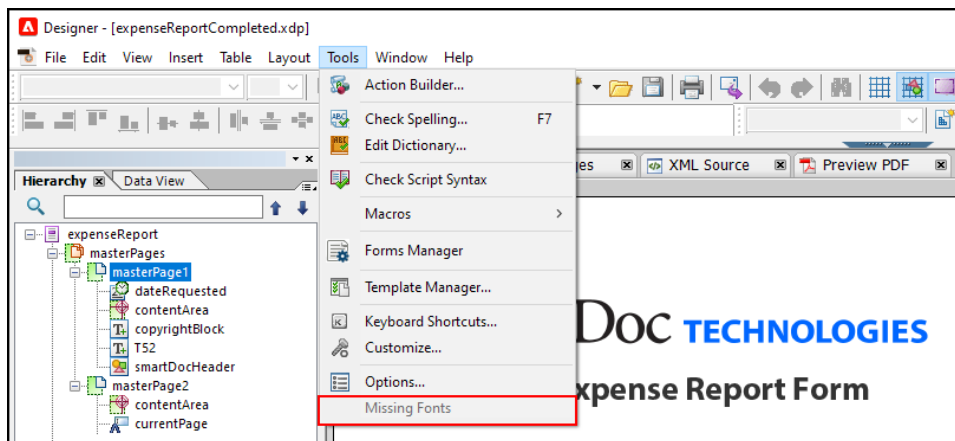 Designer - [expenseReportCompleted.xdp]
File Edit View Insert Table Layout Tools Window Help
Action Builder...
Check Spelling... F7
Edit Dictionary...
Check Script Syntax
Macros
Forms Manager
Template Manager...
Keyboard Shortcuts...
Customize...
Options...
Missing Fonts
XML Source
Preview PDF
Hierarchy
Data View
expenseReport
masterPages
masterPage1
dateRequested
contentArea
copyrightBlock
T52
smartDocHeader
masterPage2
contentArea
currentPage
Doc TECHNOLOGIES
xpense Report Form